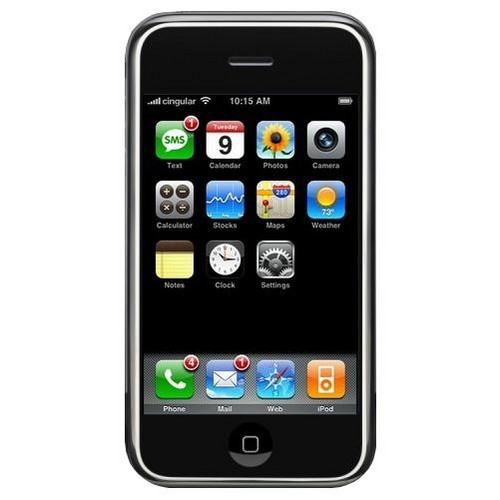 cingular 10:15 AM
1
SMS
Tuesday
9
280
73°
Text Calendar Photos Camera
Calculator Stocks Maps Weather
Notes Clock Settings
4 1
Phone Mail Web iPod